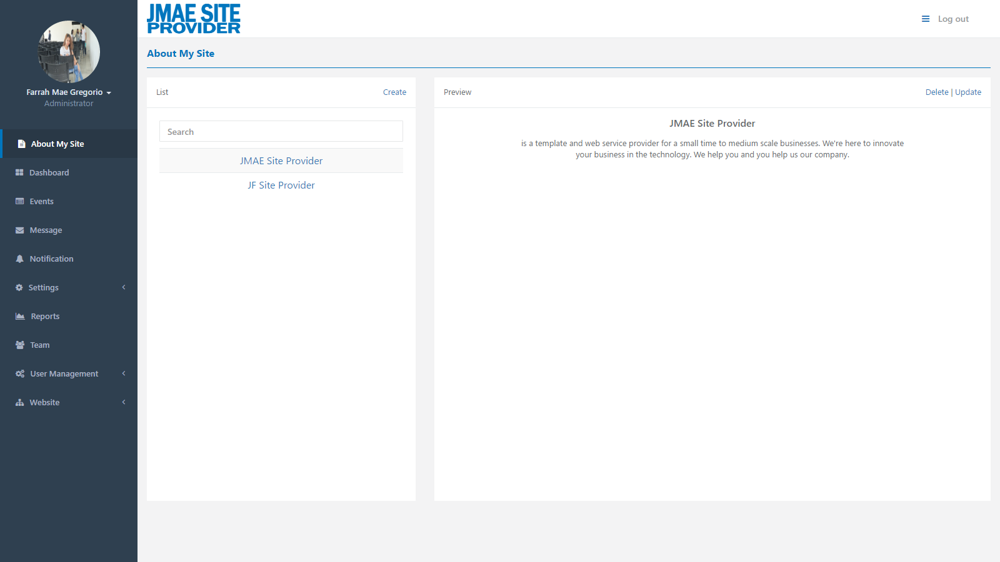 JMAE SITE
PROVIDER
Log out
Farrah Mae Gregorio
Administrator
About My Site
Dashboard
Events
Message
Notification
Settings
Reports
Team
User Management
Website
About My Site
List
Create
Search
JMAE Site Provider
JF Site Provider
Preview
Delete | Update
JMAE Site Provider
is a template and web service provider for a small time to medium scale businesses. We're here to innovate
your business in the technology. We help you and you help us our company.